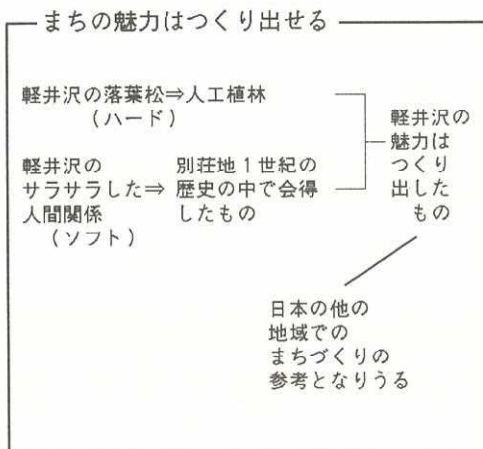 まちの魅力はつくり出せる
軽井沢の落葉松⇒人工植林
（ハード）
軽井沢の
サラサラした⇒
人間関係
（ソフト）
別荘地1世紀の
歴史の中で会得
したもの
軽井沢の
魅力は
つくり
出した
もの
日本の他の
地域での
まちづくりの
参考となりうる